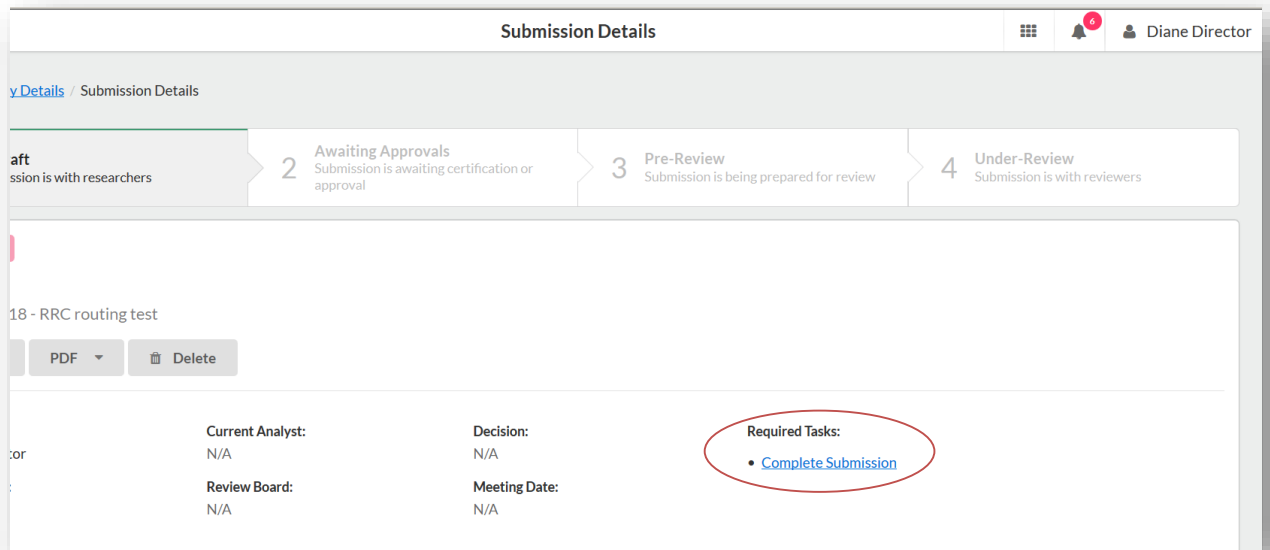 Submission Details
6
Diane Director
y Details / Submission Details
aft
ssion is with researchers
2
Awaiting Approvals
Submission is awaiting certification or
approval
3
Pre-Review
Submission is being prepared for review
4
Under-Review
Submission is with reviewers
18 - RRC routing test
PDF
Delete
Current Analyst:
Decision:
Required Tasks:
tor
N/A
N/A
• Complete Submission
:
Review Board:
Meeting Date:
N/A
N/A